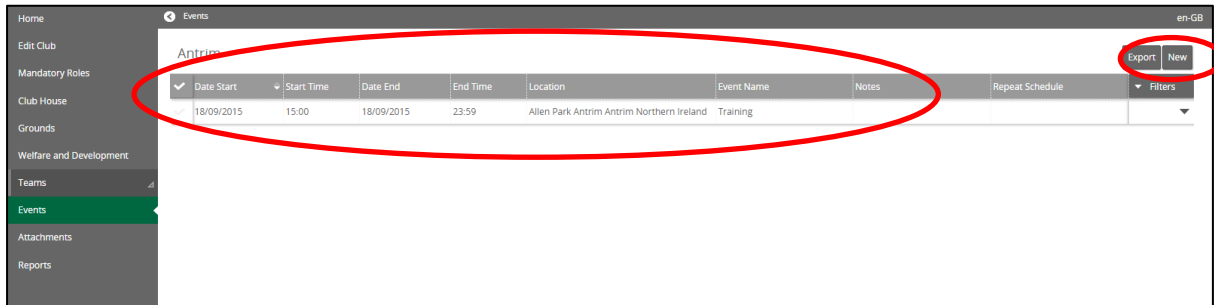 Home
Edit Club
Mandatory Roles
Club House
Grounds
Welfare and Development
Teams
Events
Attachments
Reports
Events en-GB
Antrim
Export New
Date Start Start Time Date End End Time Location Event Name Notes Repeat Schedule Filters
18/09/2015 15:00 18/09/2015 23:59 Allen Park Antrim Antrim Northern Ireland Training